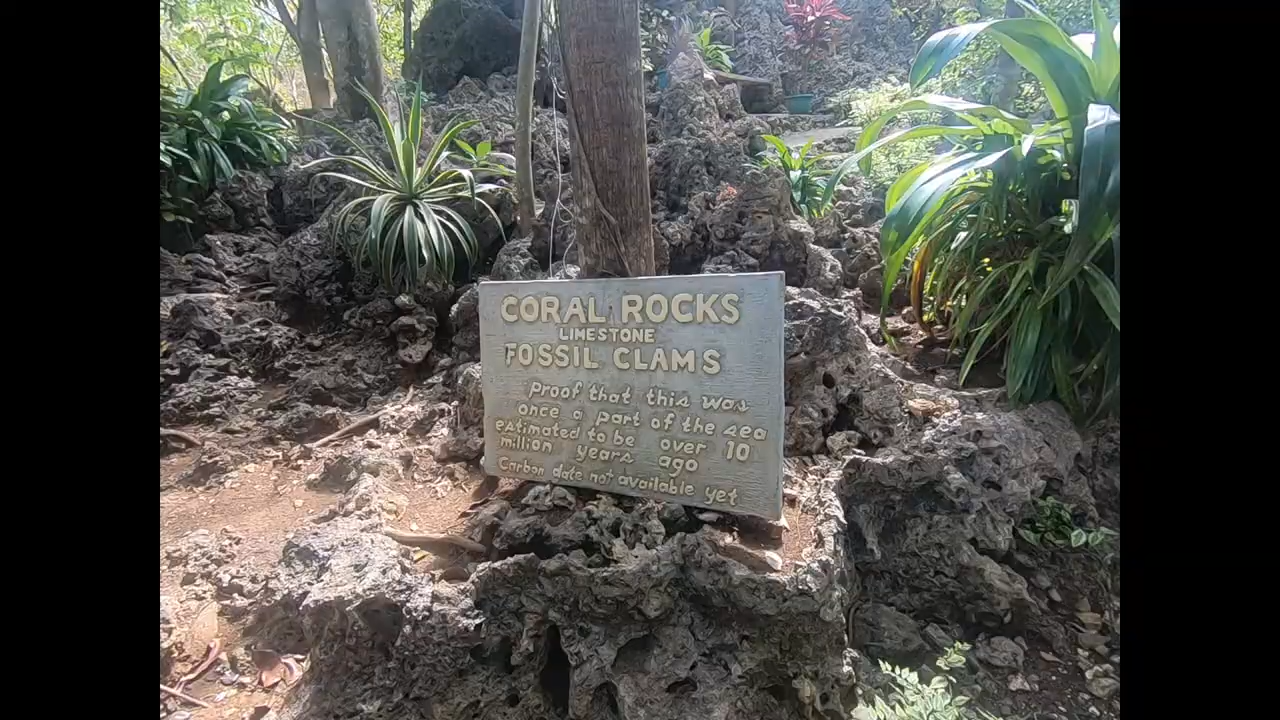 CORAL ROCKS
LIMESTONE
FOSSIL CLAMS
Proof that this was
once a part of the sea
estimated to be over 10
million years ago
Carbon date not available yet